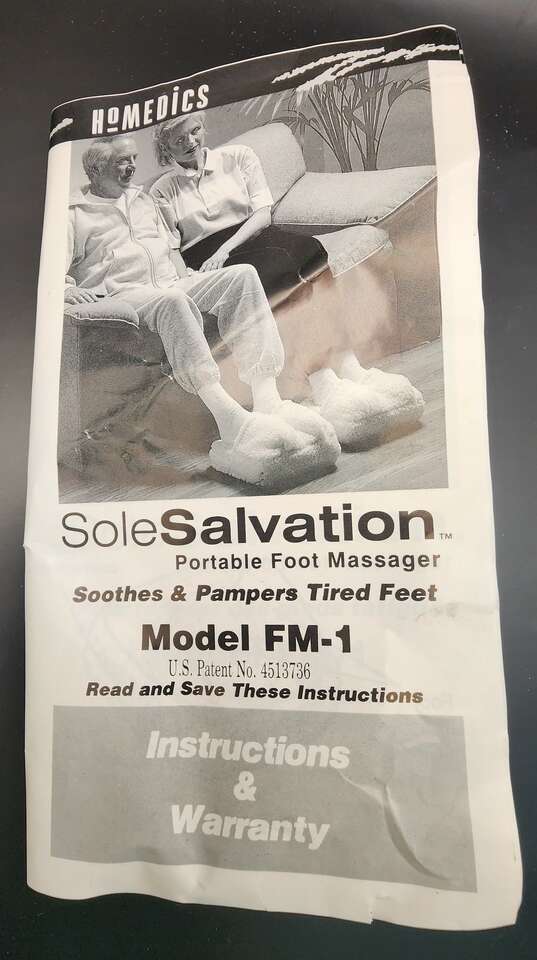 HoMEDiCS
SoleSalvation™
Portable Foot Massager
Soothes & Pampers Tired Feet
Model FM-1
U.S. Patent No. 4513736
Read and Save These Instructions
Instructions
&
Warranty